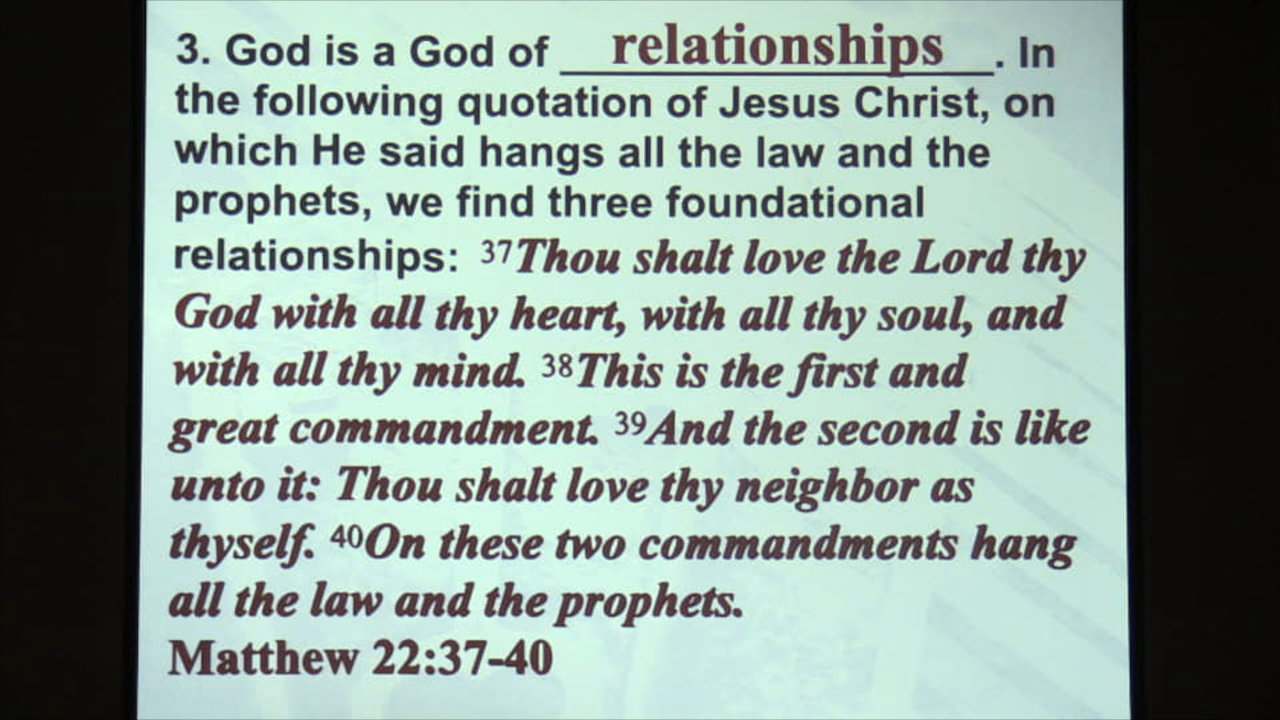 3. God is a God of relationships. In
the following quotation of Jesus Christ, on
which He said hangs all the law and the
prophets, we find three foundational
relationships: 37Thou shalt love the Lord thy
God with all thy heart, with all thy soul, and
with all thy mind. 38This is the first and
great commandment. 39And the second is like
unto it: Thou shalt love thy neighbor as
thyself. 40On these two commandments hang
all the law and the prophets.
Matthew 22:37-40